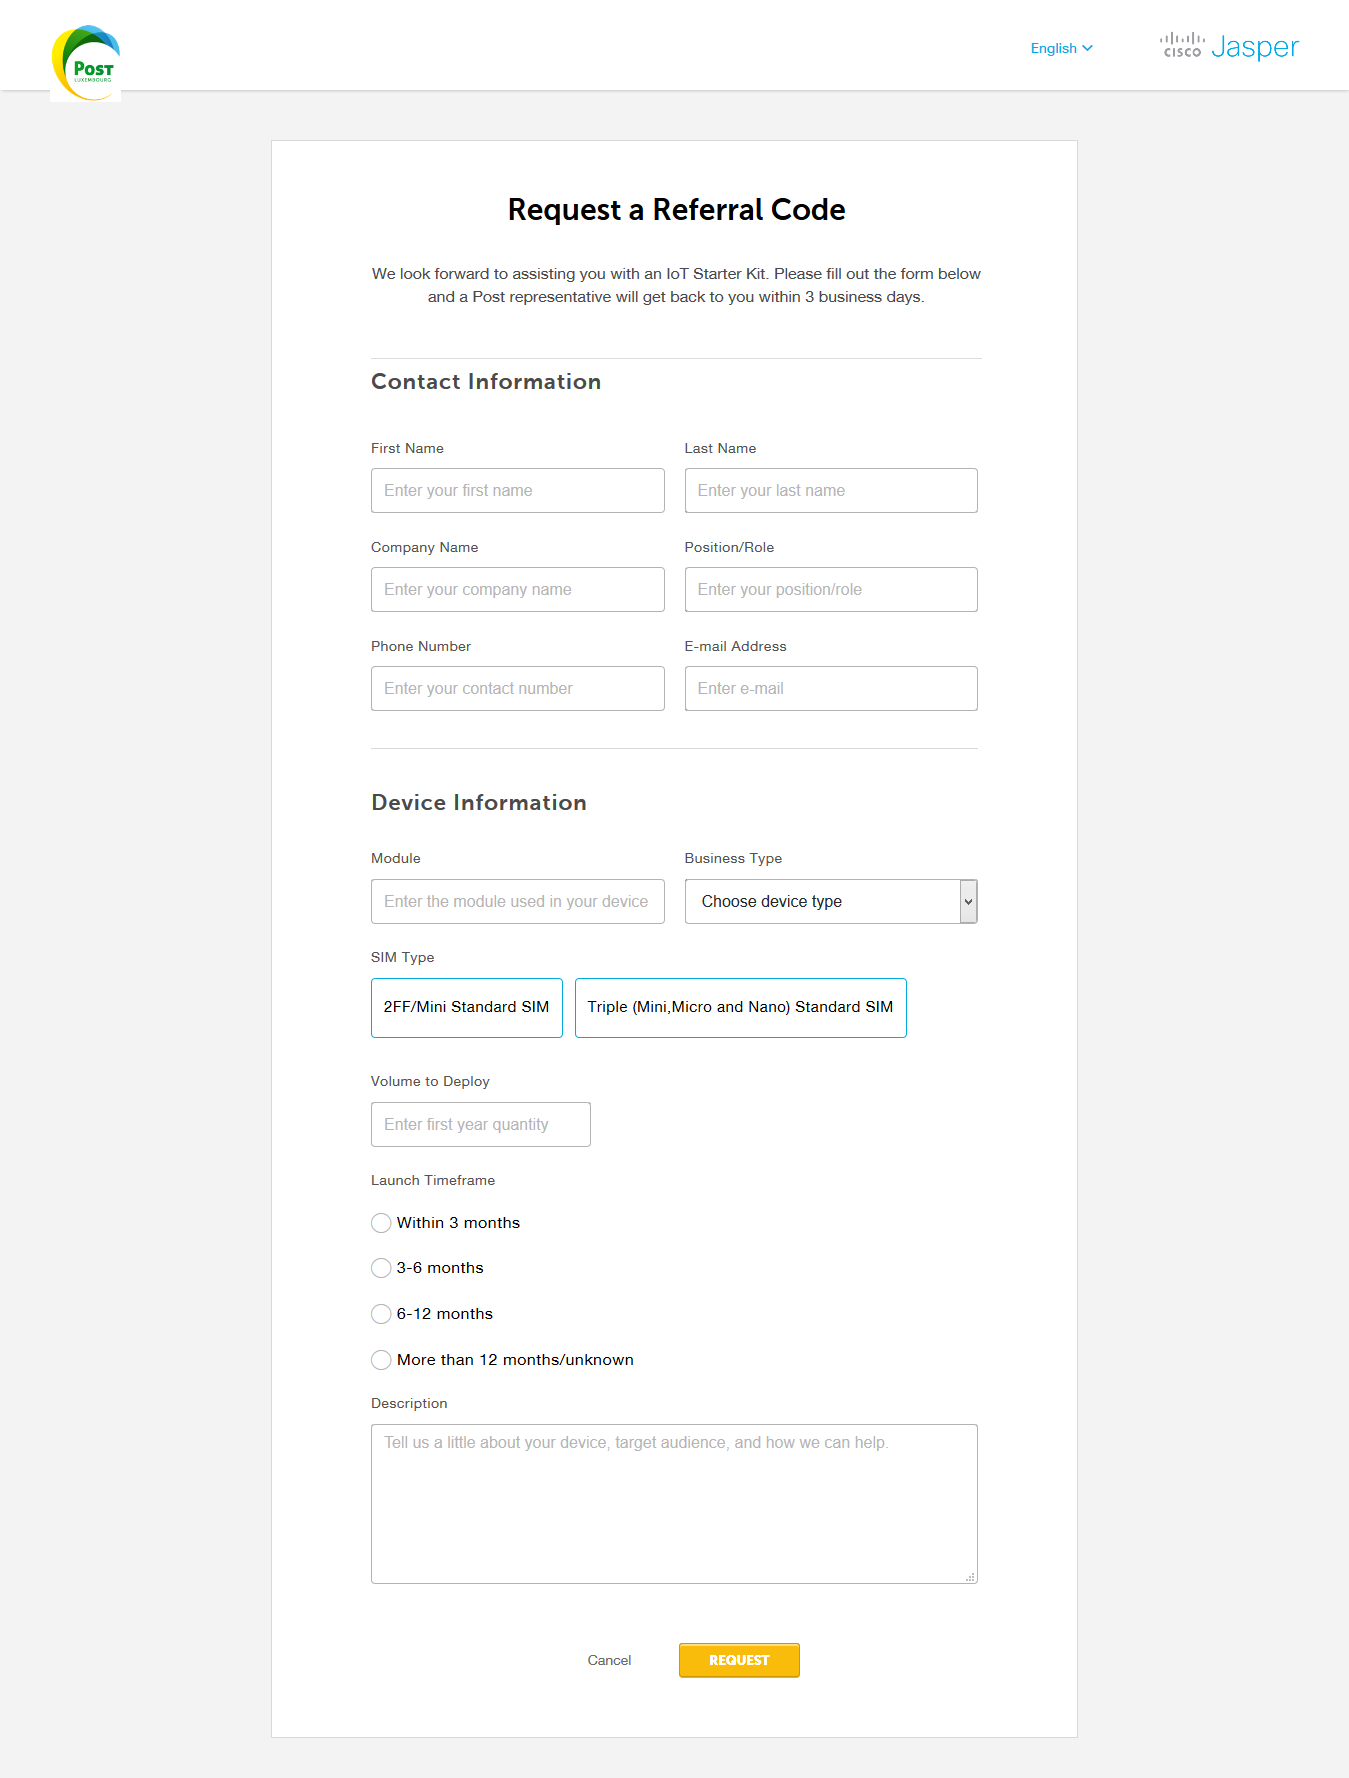 POST
LUXEMBOURG
English
CISCO Jasper
Request a Referral Code
We look forward to assisting you with an IoT Starter Kit. Please fill out the form below
and a Post representative will get back to you within 3 business days.
Contact Information
First Name Last Name
Enter your first name Enter your last name
Company Name Position/Role
Enter your company name Enter your position/role
Phone Number E-mail Address
Enter your contact number Enter e-mail
Device Information
Module Business Type
Enter the module used in your device Choose device type
SIM Type
2FF/Mini Standard SIM Triple (Mini,Micro and Nano) Standard SIM
Volume to Deploy
Enter first year quantity
Launch Timeframe
Within 3 months
3-6 months
6-12 months
More than 12 months/unknown
Description
Tell us a little about your device, target audience, and how we can help.
Cancel REQUEST